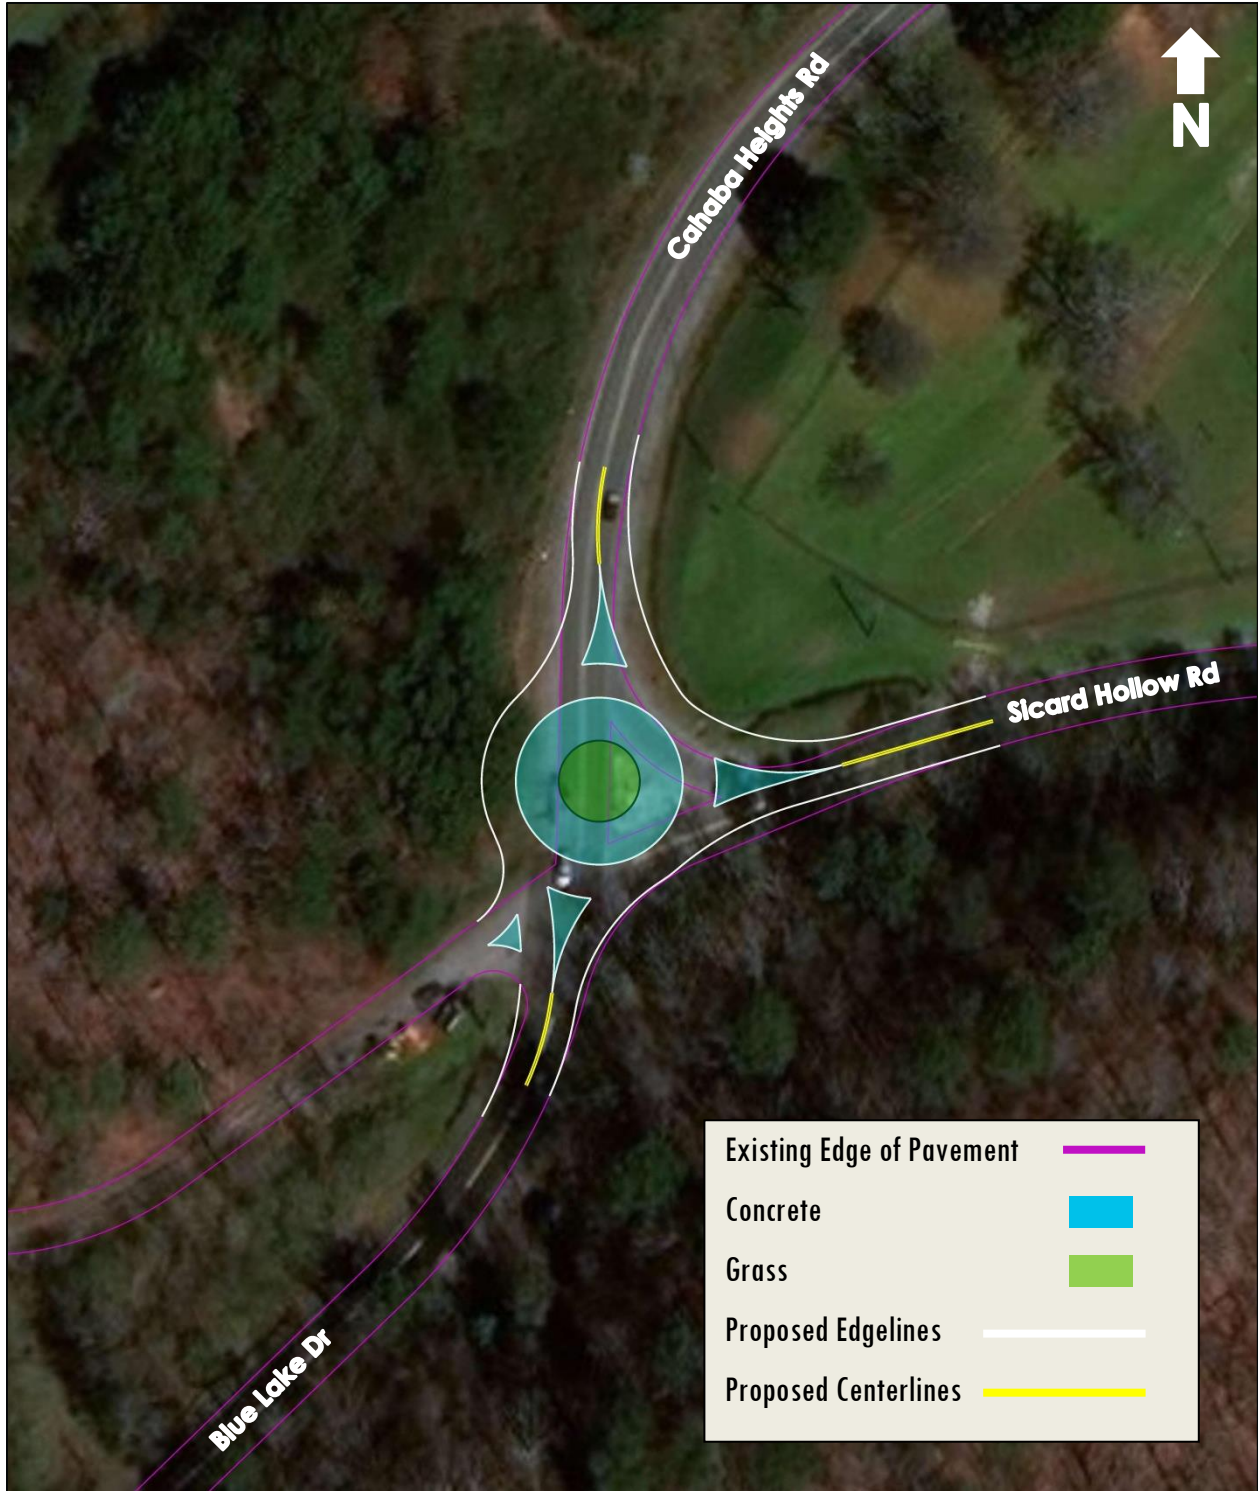 N
Cahaba Heights Rd
Sicard Hollow Rd
Blue Lake Dr
Existing Edge of Pavement
Concrete
Grass
Proposed Edgelines
Proposed Centerlines